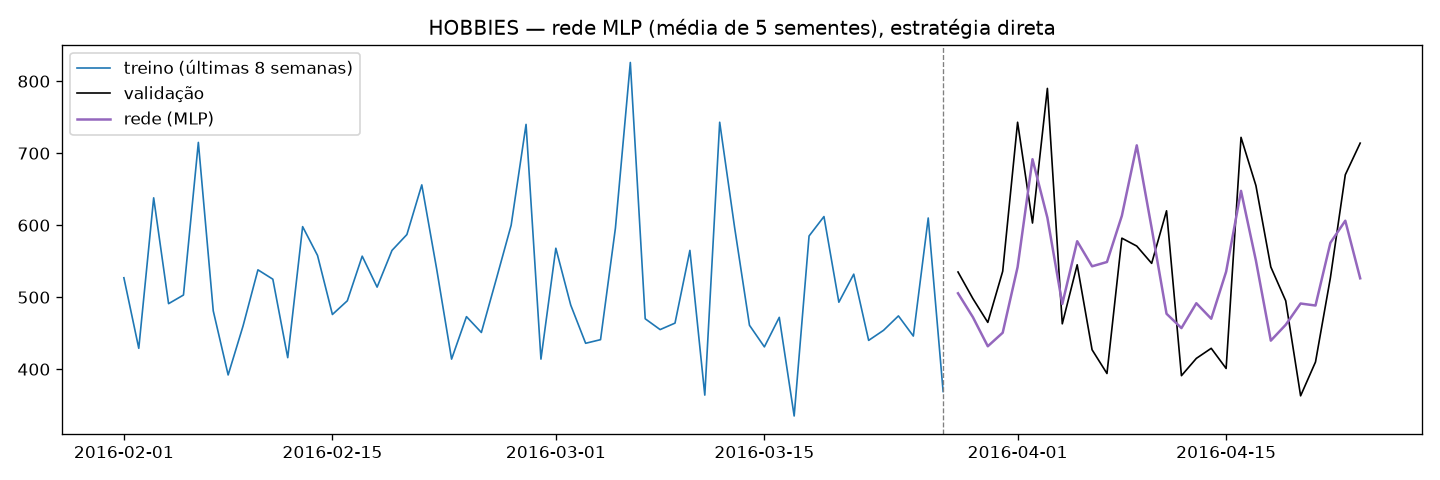 HOBBIES — rede MLP (média de 5 sementes), estratégia direta
treino (últimas 8 semanas)
validação
rede (MLP)
800
700
600
500
400
2016-02-01
2016-02-15
2016-03-01
2016-03-15
2016-04-01
2016-04-15